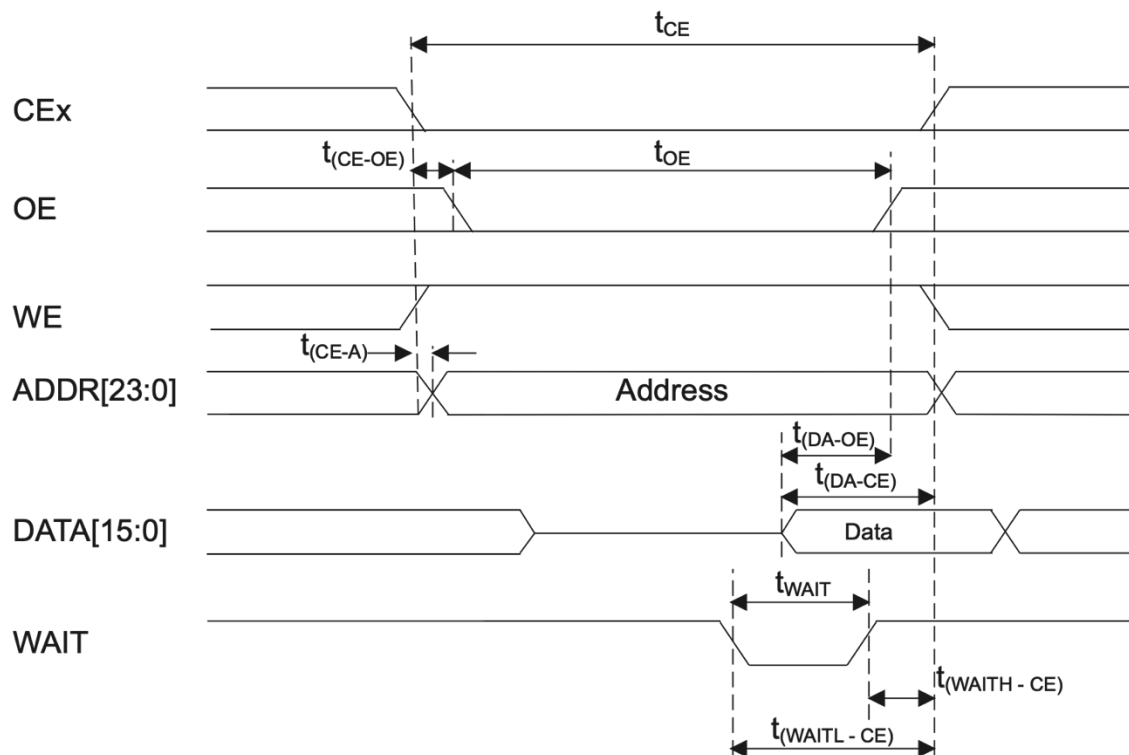 tCE
CEx
t(CE-OE)
tOE
OE
WE
t(CE-A)
ADDR[23:0]
Address
t(DA-OE)
t(DA-CE)
DATA[15:0]
Data
tWAIT
WAIT
t(WAITH - CE)
t(WAITL - CE)